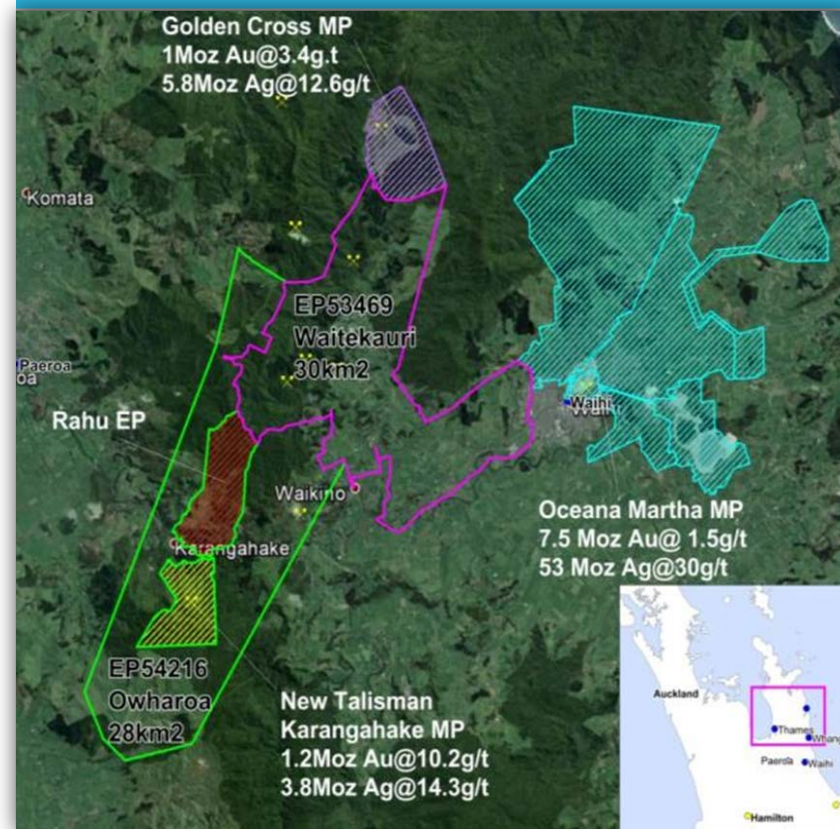 Golden Cross MP
1Moz Au@3.4g.t
5.8Moz Ag@12.6g/t
Komata
EP53469
Waitekauri
30km2
Paeroa
oa
Rahu EP
Waihi
Waikino
Oceana Martha MP
7.5 Moz Au@ 1.5g/t
53 Moz Ag@30g/t
Karangahake
EP54216
Owharoa
28km2
New Talisman
Karangahake MP
1.2Moz Au@10.2g/t
3.8Moz Ag@14.3g/t
Auckland
Thames
Whang
Paeroa
Waihi
Hamilton